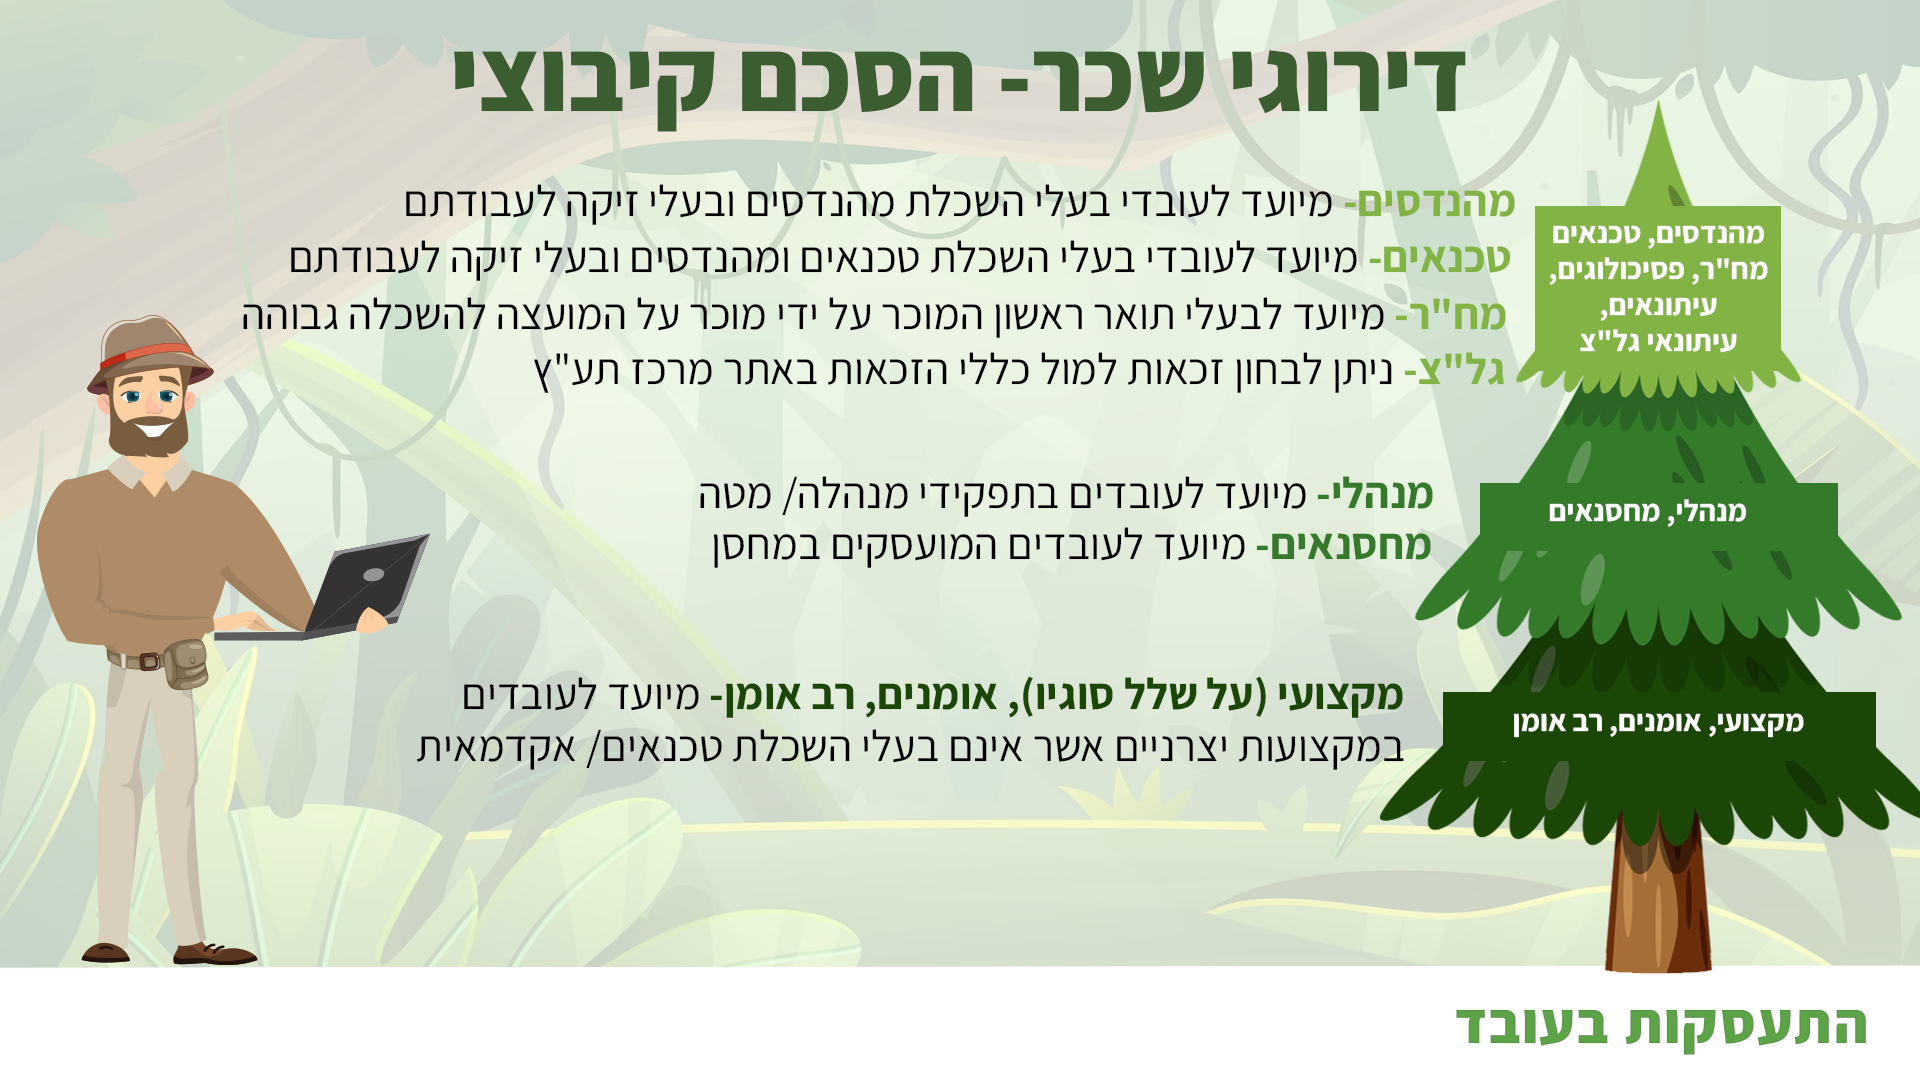 דירוגי שכר- הסכם קיבוצי
מהנדסים- מיועד לעובדי בעלי השכלת מהנדסים ובעלי זיקה לעבודתם
טכנאים- מיועד לעובדי בעלי השכלת טכנאים ומהנדסים ובעלי זיקה לעבודתם
מח"ר- מיועד לבעלי תואר ראשון המוכר על ידי מוכר על המועצה להשכלה גבוהה
גל"צ- ניתן לבחון זכאות למול כללי הזכאות באתר מרכז תע"ץ
מהנדסים, טכנאים
מח"ר, פסיכולוגים,
עיתונאים,
עיתונאי גל"צ
מנהלי- מיועד לעובדים בתפקידי מנהלה/ מטה
מחסנאים- מיועד לעובדים המועסקים במחסן
מנהלי, מחסנאים
מקצועי (על שלל סוגיו), אומנים, רב אומן- מיועד לעובדים
במקצועות יצרניים אשר אינם בעלי השכלת טכנאים/ אקדמאית
מקצועי, אומנים, רב אומן
התעסקות בעובד